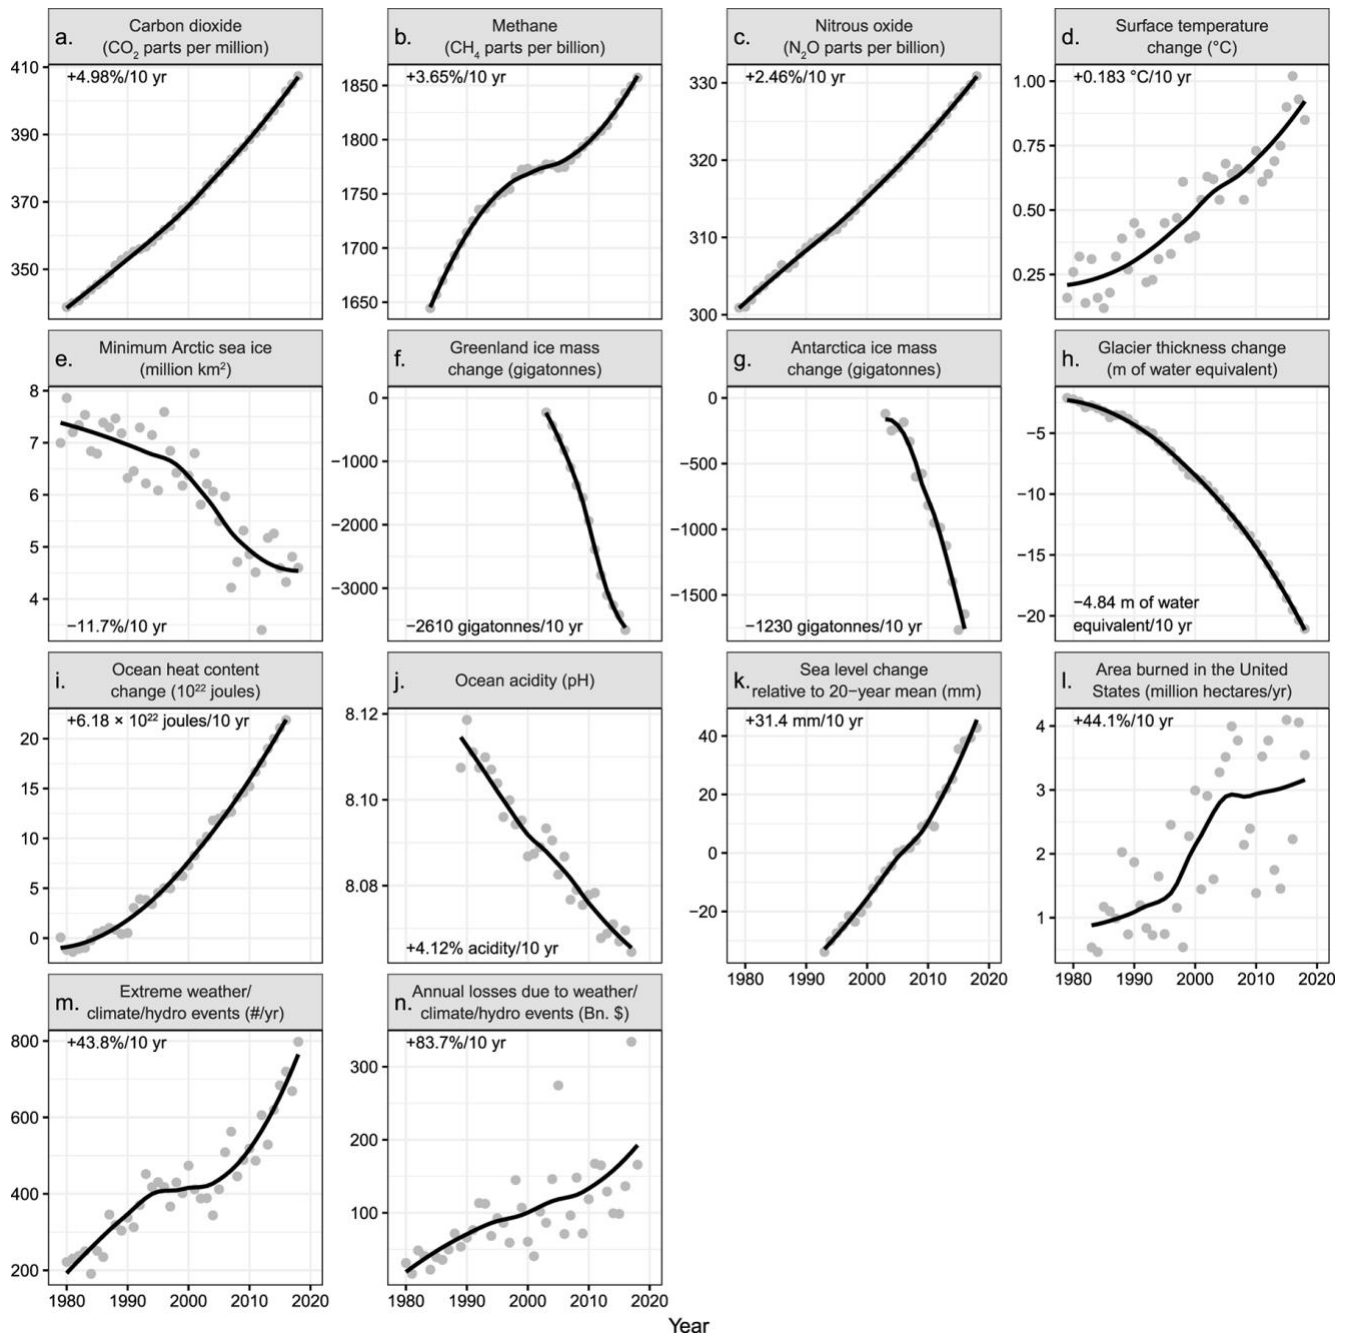 a.
Carbon dioxide
(CO₂ parts per million)
+4.98%/10 yr
410
390
370
350
b.
Methane
(CH₄ parts per billion)
+3.65%/10 yr
1850
1800
1750
1700
1650
c.
Nitrous oxide
(N₂O parts per billion)
+2.46%/10 yr
330
320
310
300
d.
Surface temperature
change (°C)
+0.183 °C/10 yr
1.00
0.75
0.50
0.25
e.
Minimum Arctic sea ice
(million km²)
8
7
6
5
4
−11.7%/10 yr
f.
Greenland ice mass
change (gigatonnes)
0
−1000
−2000
−3000
−2610 gigatonnes/10 yr
g.
Antarctica ice mass
change (gigatonnes)
0
−500
−1000
−1500
−1230 gigatonnes/10 yr
h.
Glacier thickness change
(m of water equivalent)
−5
−10
−15
−20
−4.84 m of water
equivalent/10 yr
i.
Ocean heat content
change (10²² joules)
+6.18 × 10²² joules/10 yr
20
15
10
5
0
j.
Ocean acidity (pH)
8.12
8.10
8.08
+4.12% acidity/10 yr
k.
Sea level change
relative to 20−year mean (mm)
+31.4 mm/10 yr
40
20
0
−20
1980 1990 2000 2010 2020
l.
Area burned in the United
States (million hectares/yr)
+44.1%/10 yr
4
3
2
1
1980 1990 2000 2010 2020
m.
Extreme weather/
climate/hydro events (#/yr)
+43.8%/10 yr
800
600
400
200
1980 1990 2000 2010 2020
n.
Annual losses due to weather/
climate/hydro events (Bn. $)
+83.7%/10 yr
300
200
100
1980 1990 2000 2010 2020
Year